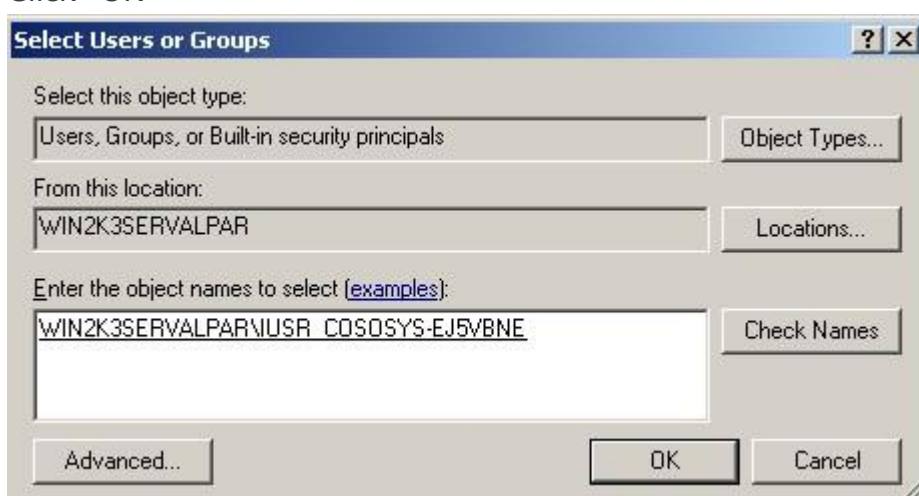 Select Users or Groups
Select this object type:
Users, Groups, or Built-in security principals
Object Types...
From this location:
WIN2K3SERVALPAR
Locations...
Enter the object names to select (examples):
WIN2K3SERVALPAR\IUSR_COSOSYS-EJ5VBNE
Check Names
Advanced...
OK
Cancel